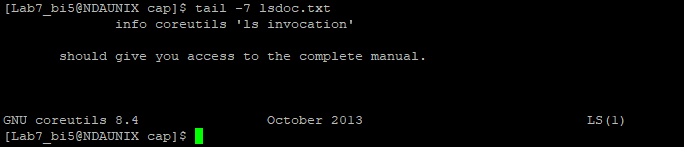 [Lab7_bi5@NDAUNIX cap]$ tail -7 lsdoc.txt
info coreutils 'ls invocation'
should give you access to the complete manual.
GNU coreutils 8.4 October 2013 LS(1)
[Lab7_bi5@NDAUNIX cap]$